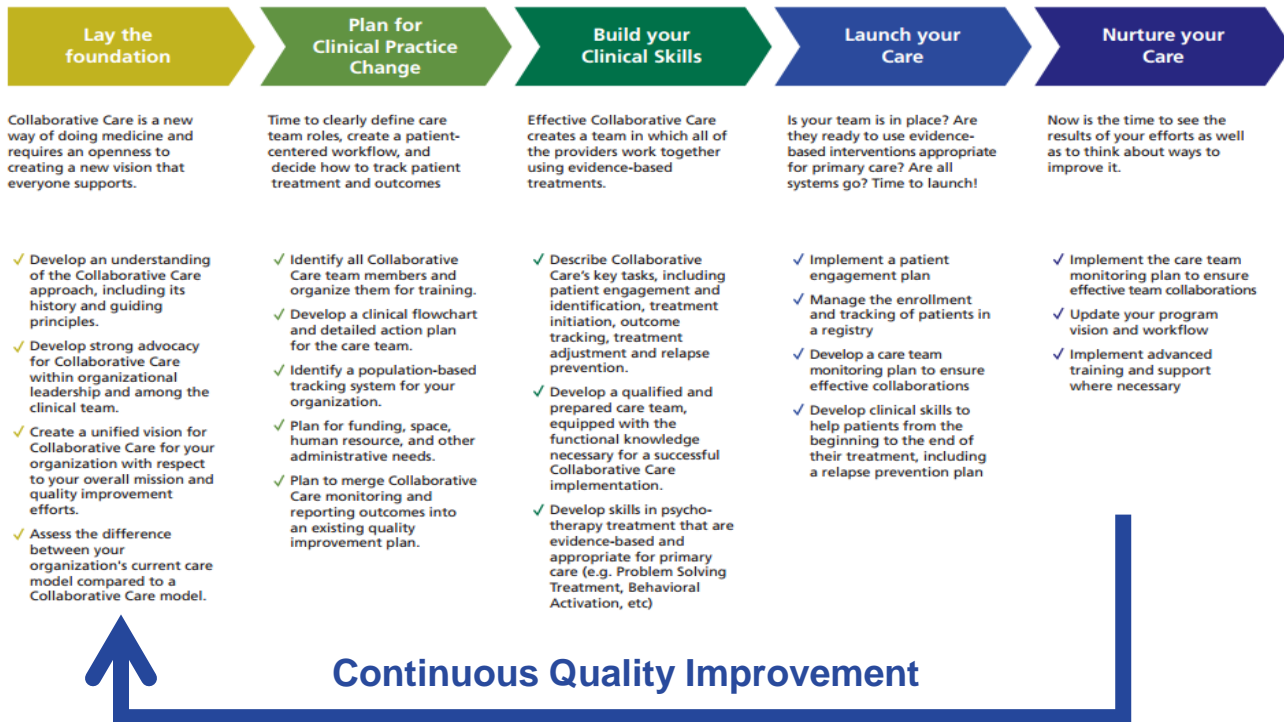 Lay the
foundation
Collaborative Care is a new
way of doing medicine and
requires an openness to
creating a new vision that
everyone supports.
✓ Develop an understanding
of the Collaborative Care
approach, including its
history and guiding
principles.
✓ Develop strong advocacy
for Collaborative Care
within organizational
leadership and among the
clinical team.
✓ Create a unified vision for
Collaborative Care for your
organization with respect
to your overall mission and
quality improvement
efforts.
✓ Assess the difference
between your
organization's current care
model compared to a
Collaborative Care model.
Plan for
Clinical Practice
Change
Time to clearly define care
team roles, create a patient-
centered workflow, and
decide how to track patient
treatment and outcomes
✓ Identify all Collaborative
Care team members and
organize them for training.
✓ Develop a clinical flowchart
and detailed action plan
for the care team.
✓ Identify a population-based
tracking system for your
organization.
✓ Plan for funding, space,
human resource, and other
administrative needs.
✓ Plan to merge Collaborative
Care monitoring and
reporting outcomes into
an existing quality
improvement plan.
Build your
Clinical Skills
Effective Collaborative Care
creates a team in which all of
the providers work together
using evidence-based
treatments.
✓ Describe Collaborative
Care's key tasks, including
patient engagement and
identification, treatment
initiation, outcome
tracking, treatment
adjustment and relapse
prevention.
✓ Develop a qualified and
prepared care team,
equipped with the
functional knowledge
necessary for a successful
Collaborative Care
implementation.
✓ Develop skills in psycho-
therapy treatment that are
evidence-based and
appropriate for primary
care (e.g. Problem Solving
Treatment, Behavioral
Activation, etc)
Launch your
Care
Is your team is in place? Are
they ready to use evidence-
based interventions appropriate
for primary care? Are all
systems go? Time to launch!
✓ Implement a patient
engagement plan
✓ Manage the enrollment
and tracking of patients in
a registry
✓ Develop a care team
monitoring plan to ensure
effective collaborations
✓ Develop clinical skills to
help patients from the
beginning to the end of
their treatment, including
a relapse prevention plan
Nurture your
Care
Now is the time to see the
results of your efforts as well
as to think about ways to
improve it.
✓ Implement the care team
monitoring plan to ensure
effective team collaborations
✓ Update your program
vision and workflow
✓ Implement advanced
training and support
where necessary
Continuous Quality Improvement